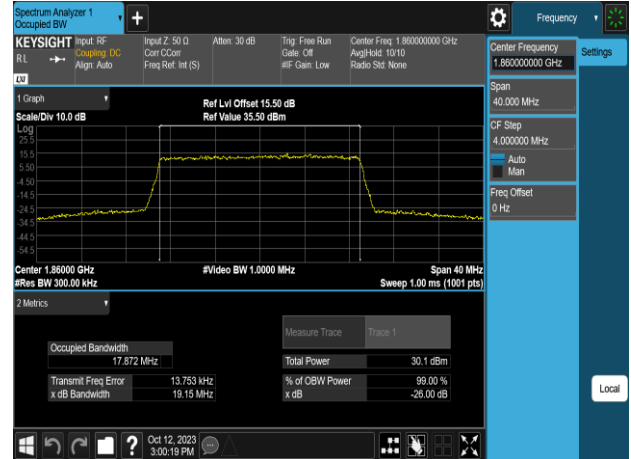 Spectrum Analyzer 1
Occupied BW
+
Frequency
KEYSIGHT
Input: RF
Input Z: 50 Ω
Atten: 30 dB
Trig: Free Run
Center Freq: 1.860000000 GHz
RL
Coupling: DC
Corr CCorr
Gate: Off
Avg|Hold: 10/10
Align: Auto
Freq Ref: Int (S)
#IF Gain: Low
Radio Std: None
LXI
Center Frequency
1.860000000 GHz
Settings
Span
40.000 MHz
CF Step
4.000000 MHz
Auto
Man
Freq Offset
0 Hz
Local
1 Graph
Ref Lvl Offset 15.50 dB
Scale/Div 10.0 dB
Ref Value 35.50 dBm
Log
25.5
15.5
5.50
-4.50
-14.5
-24.5
-34.5
-44.5
-54.5
Center 1.86000 GHz
#Video BW 1.0000 MHz
Span 40 MHz
#Res BW 300.00 kHz
Sweep 1.00 ms (1001 pts)
2 Metrics
Measure Trace
Trace 1
Occupied Bandwidth
17.872 MHz
Total Power
30.1 dBm
Transmit Freq Error
13.753 kHz
% of OBW Power
99.00 %
x dB Bandwidth
19.15 MHz
x dB
-26.00 dB
?
Oct 12, 2023
3:00:19 PM